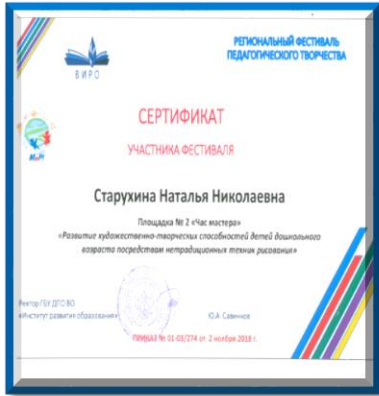 РЕГИОНАЛЬНЫЙ ФЕСТИВАЛЬ
ПЕДАГОГИЧЕСКОГО ТВОРЧЕСТВА
ВИРО
СЕРТИФИКАТ
УЧАСТНИКА ФЕСТИВАЛЯ
Старухина Наталья Николаевна
Площадка № 2 «Час мастера»
«Развитие художественно-творческих способностей детей дошкольного
возраста посредством нетрадиционных техник рисования»
Ректор ГБУ ДПО ВО
«Институт развития образования»
Ю.А. Савинков
ПРИКАЗ № 01-03/274 от 2 ноября 2018 г.